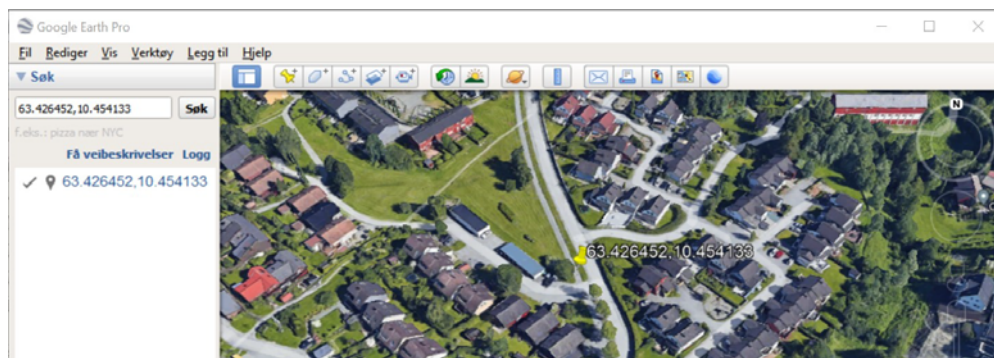 Google Earth Pro
Fil Rediger Vis Verktøy Legg til Hjelp
Søk
63.426452,10.454133 Søk
f.eks.: pizza nær NYC
Få veibeskrivelser Logg
63.426452,10.454133
63.426452,10.454133
N